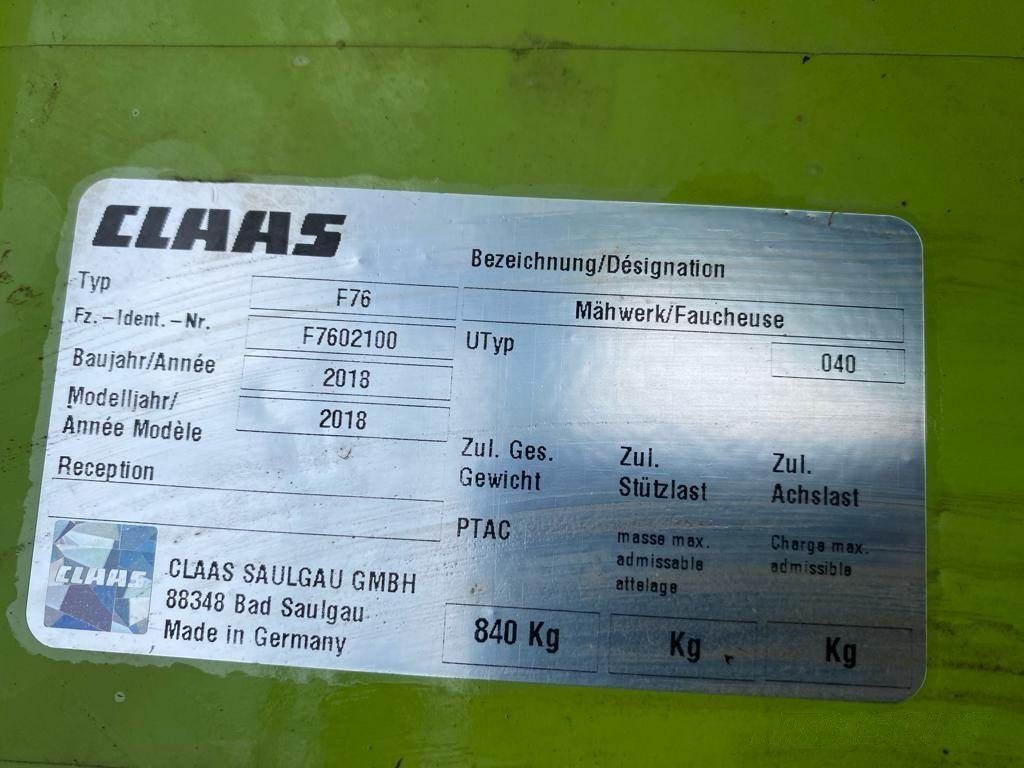 CLAAS
Typ F76
Fz.-Ident.-Nr. F7602100
Baujahr/Année 2018
Modelljahr/
Année Modèle 2018
Reception
Bezeichnung/Désignation
Mähwerk/Faucheuse
UTyp 040
Zul. Ges.
Gewicht
PTAC
840 Kg
Zul.
Stützlast
masse max.
admissable
attelage
Kg
Zul.
Achslast
Charge max.
admissible
Kg
CLAAS
CLAAS SAULGAU GMBH
88348 Bad Saulgau
Made in Germany